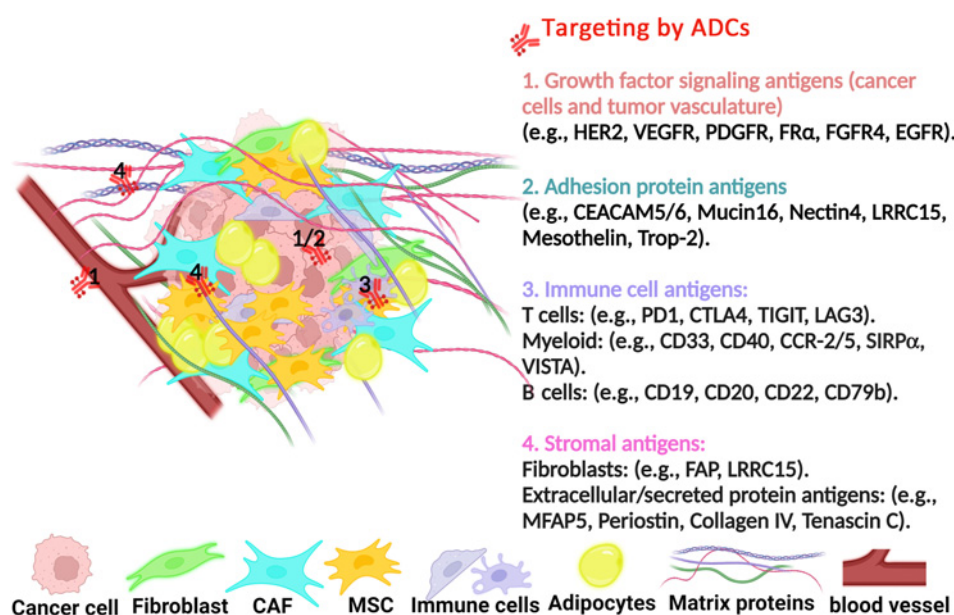 Targeting by ADCs
1. Growth factor signaling antigens (cancer
cells and tumor vasculature)
(e.g., HER2, VEGFR, PDGFR, FRα, FGFR4, EGFR).
2. Adhesion protein antigens
(e.g., CEACAM5/6, Mucin16, Nectin4, LRRC15,
Mesothelin, Trop-2).
3. Immune cell antigens:
T cells: (e.g., PD1, CTLA4, TIGIT, LAG3).
Myeloid: (e.g., CD33, CD40, CCR-2/5, SIRPα,
VISTA).
B cells: (e.g., CD19, CD20, CD22, CD79b).
4. Stromal antigens:
Fibroblasts: (e.g., FAP, LRRC15).
Extracellular/secreted protein antigens: (e.g.,
MFAP5, Periostin, Collagen IV, Tenascin C).
4
1/2
1
4
3
Cancer cell
Fibroblast
CAF
MSC
Immune cells
Adipocytes
Matrix proteins
blood vessel